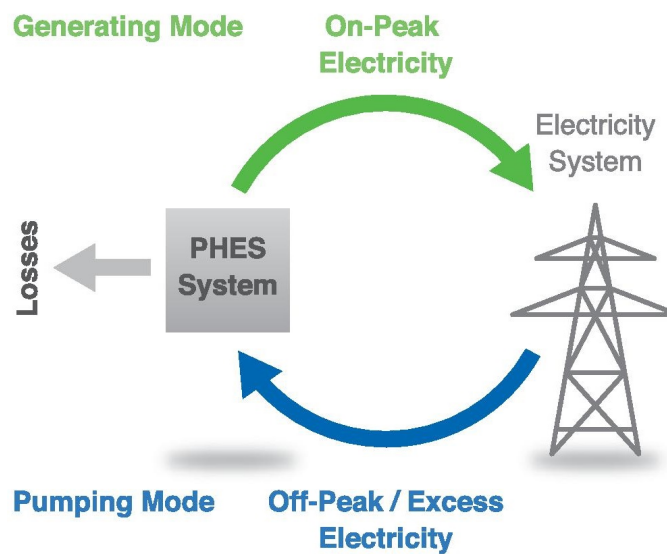 Generating Mode
On-Peak
Electricity
Electricity
System
Losses
PHES
System
Pumping Mode
Off-Peak / Excess
Electricity